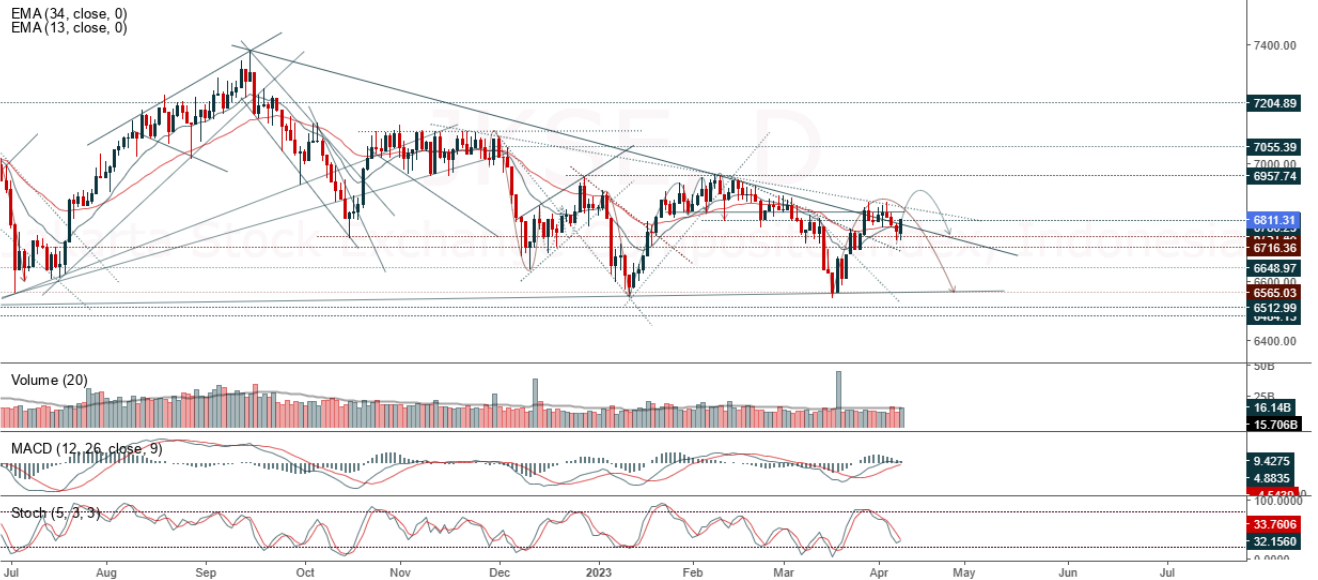 EMA (34, close, 0)
EMA (13, close, 0)
JKSE, D
7400.00
7204.89
7055.39
7000.00
6957.74
6811.31
6716.36
6648.97
6600.00
6565.03
6512.99
6400.00
Volume (20)
50B
25B
16.14B
15.706B
MACD (12, 26, close, 9)
9.4275
4.8835
Stoch (5, 3, 3)
100.0000
33.7606
32.1560
0.0000
Jul Aug Sep Oct Nov Dec 2023 Feb Mar Apr May Jun Jul